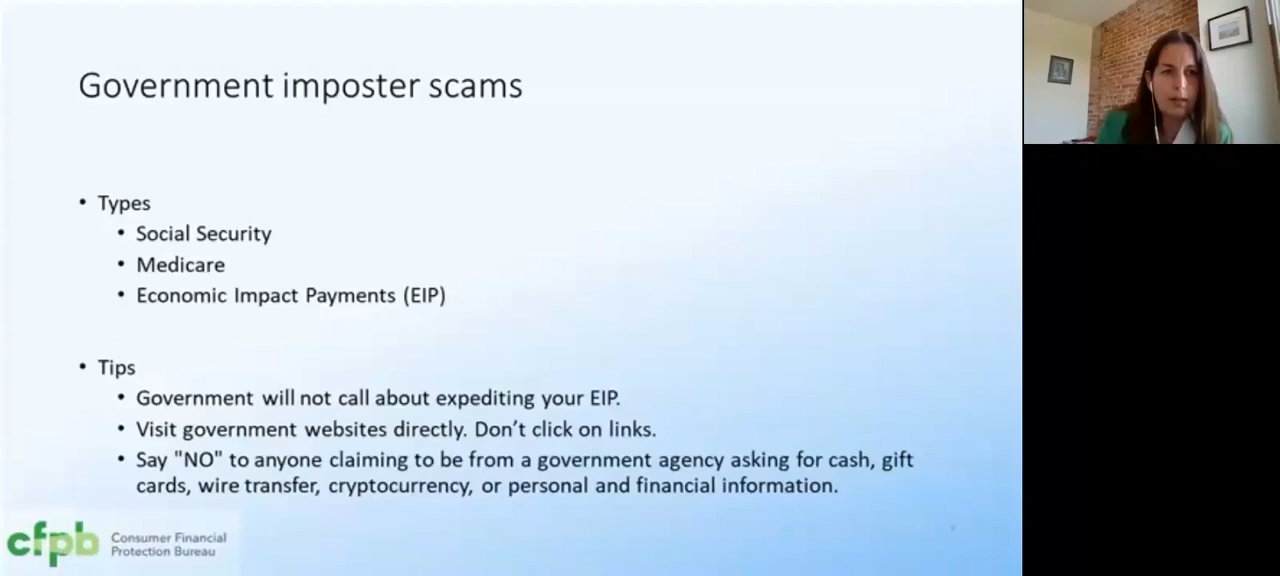 Government imposter scams
• Types
• Social Security
• Medicare
• Economic Impact Payments (EIP)
• Tips
• Government will not call about expediting your EIP.
• Visit government websites directly. Don’t click on links.
• Say "NO" to anyone claiming to be from a government agency asking for cash, gift
cards, wire transfer, cryptocurrency, or personal and financial information.
cfpb Consumer Financial
Protection Bureau